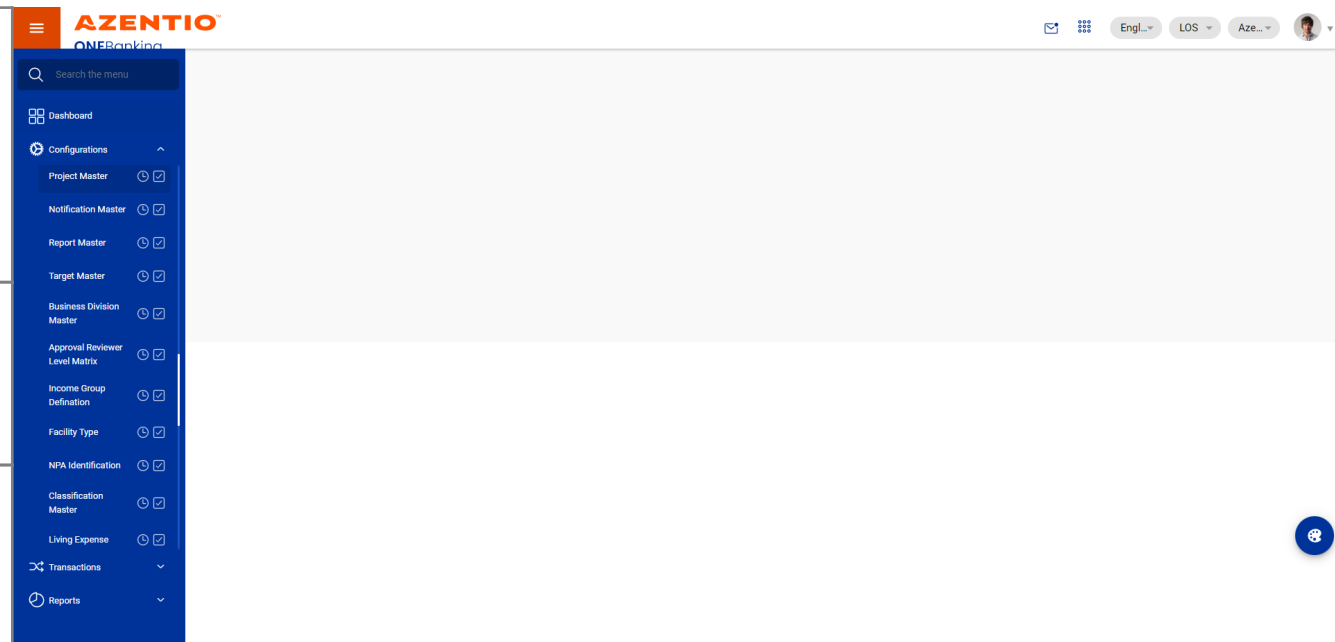 AZENTIO™
ONEBanking
Engl...
LOS
Aze...
Search the menu
Dashboard
Configurations
Project Master
Notification Master
Report Master
Target Master
Business Division
Master
Approval Reviewer
Level Matrix
Income Group
Defination
Facility Type
NPA Identification
Classification
Master
Living Expense
Transactions
Reports